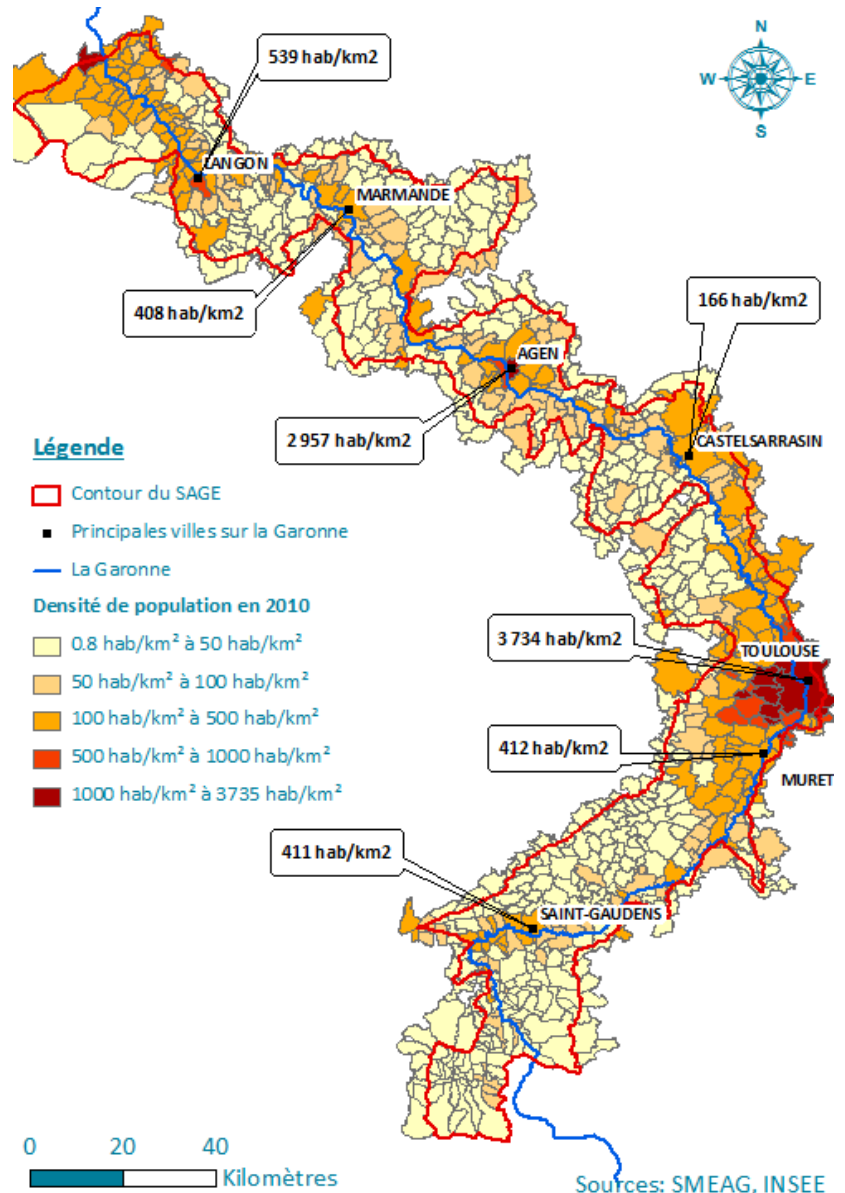 539 hab/km2
N
W
E
S
LANGON
MARMANDE
408 hab/km2
166 hab/km2
AGEN
2 957 hab/km2
CASTELSARRASIN
Légende
Contour du SAGE
Principales villes sur la Garonne
La Garonne
Densité de population en 2010
0.8 hab/km² à 50 hab/km²
50 hab/km² à 100 hab/km²
100 hab/km² à 500 hab/km²
500 hab/km² à 1000 hab/km²
1000 hab/km² à 3735 hab/km²
3 734 hab/km2
TOULOUSE
412 hab/km2
MURET
411 hab/km2
SAINT-GAUDENS
0 20 40
Kilomètres
Sources: SMEAG, INSEE